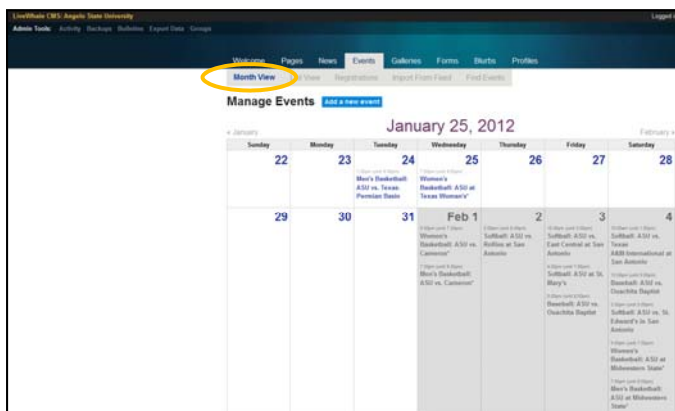 LiveWhale CMS: Angelo State University
Logged
Admin Tools: Activity Backups Bulletins Export Data Groups
Welcome Pages News Events Galleries Forms Blurbs Profiles
Month View View Registrations Import From Feed Find Events
Manage Events Add a new event
« January January 25, 2012 February »
Sunday Monday Tuesday Wednesday Thursday Friday Saturday
22 23 24 25 26 27 28
Men's Basketball: ASU vs. Texas-Permian Basin
Women's Basketball: ASU at Texas Woman's*
29 30 31 Feb 1 2 3 4
Women's Basketball: ASU vs. Cameron*
Men's Basketball: ASU vs. Cameron*
Softball: ASU vs. Rollins at San Antonio
Softball: ASU vs. East Central at San Antonio
Softball: ASU at St. Mary's
Baseball: ASU vs. Ouachita Baptist
Softball: ASU vs. Texas A&M International at San Antonio
Baseball: ASU vs. Ouachita Baptist
Softball: ASU vs. St. Edward's in San Antonio
Women's Basketball: ASU at Midwestern State*
Men's Basketball: ASU at Midwestern State*